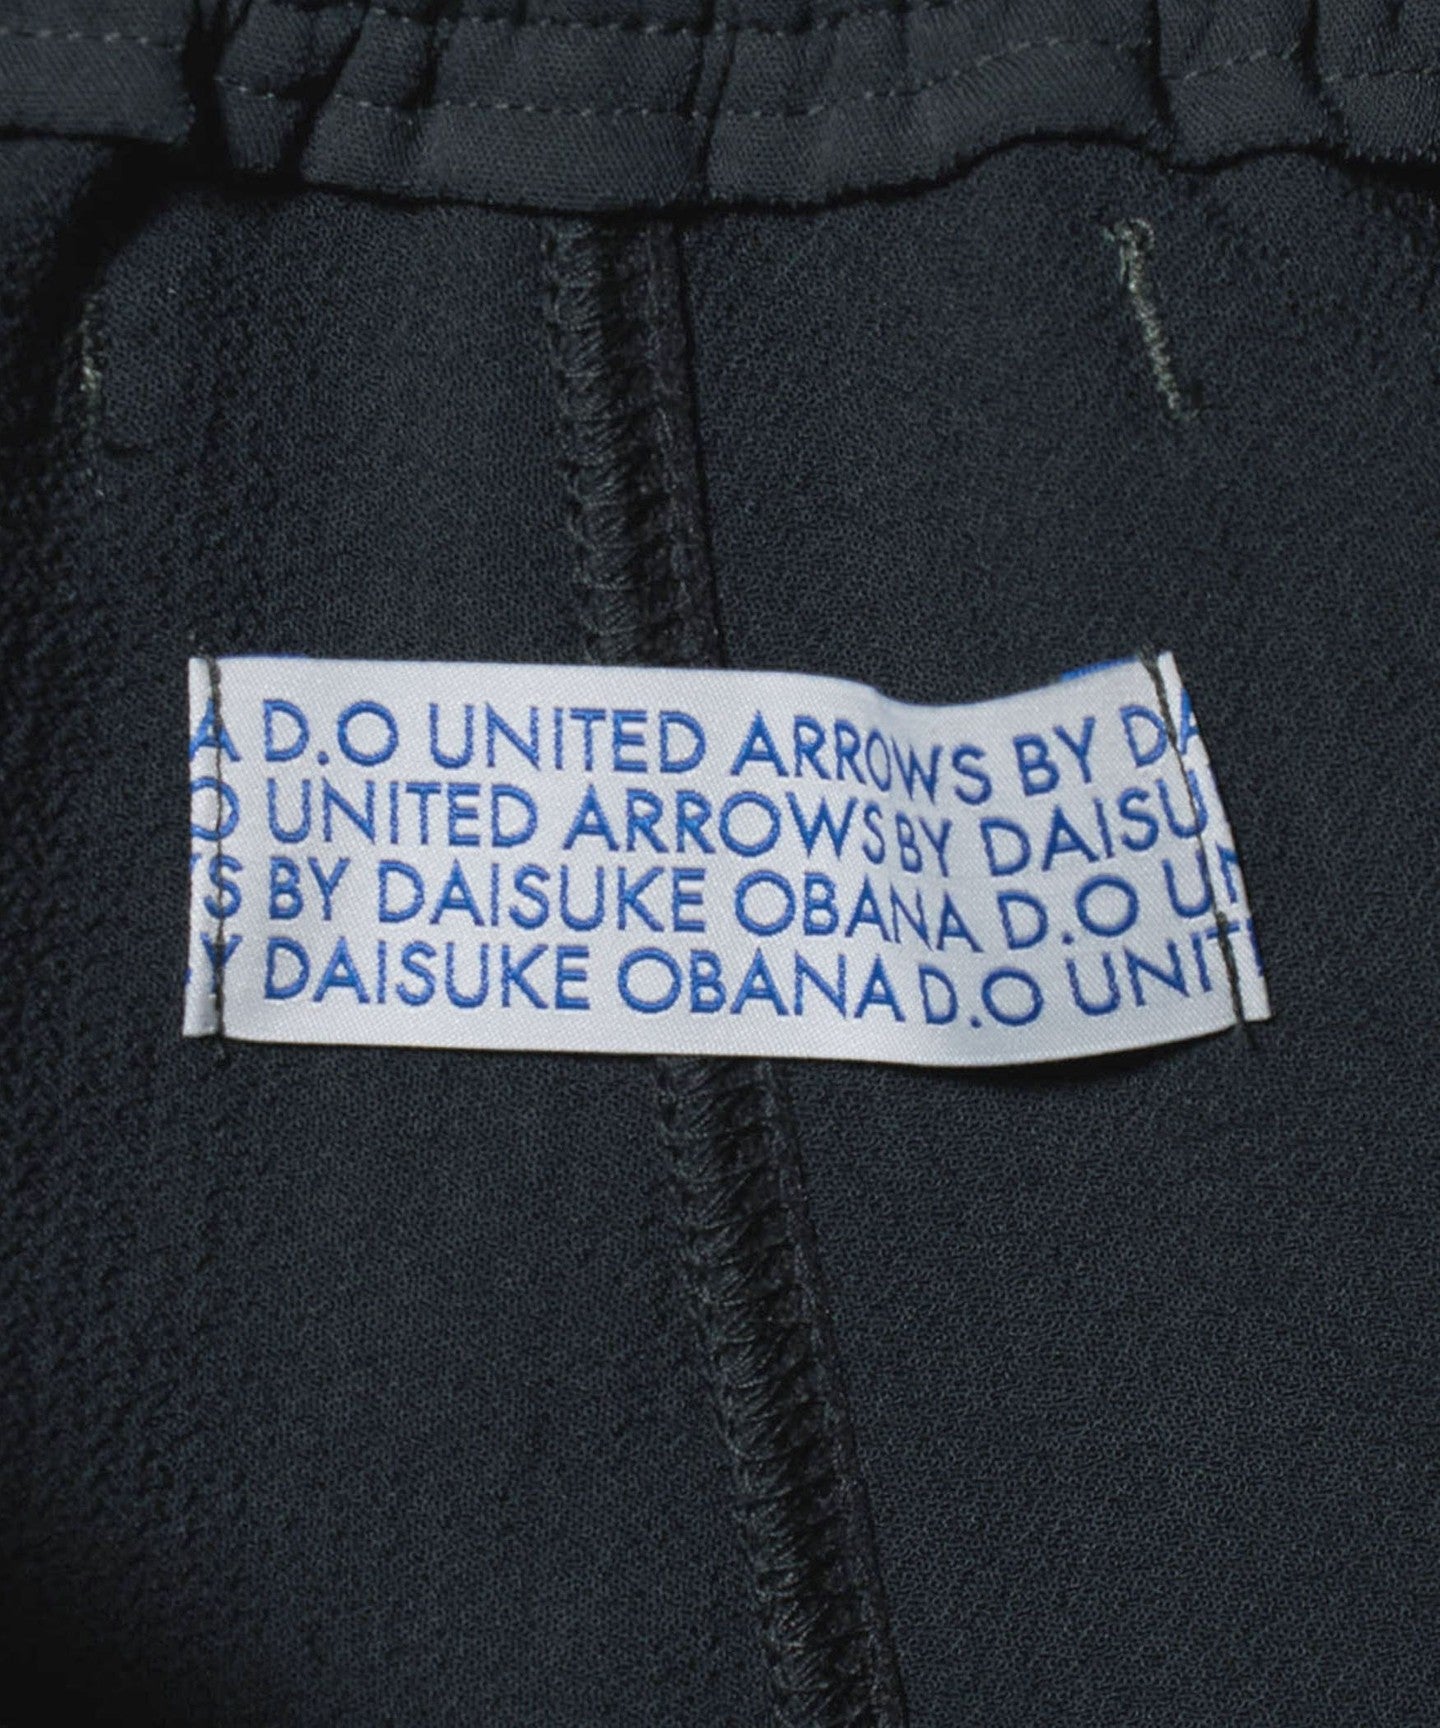 A D.O UNITED ARROWS BY DA
O UNITED ARROWS BY DAISU
S BY DAISUKE OBANA D.O UN
Y DAISUKE OBANA D.O UNIT